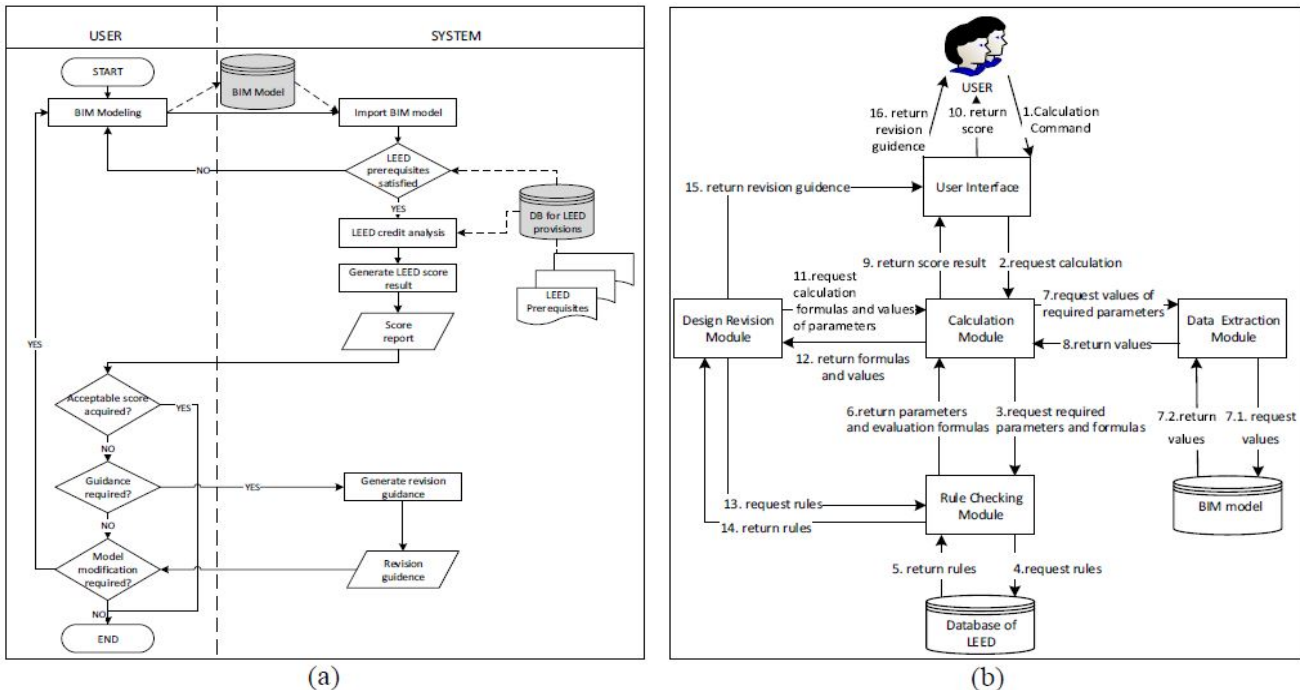 USER
SYSTEM
START
BIM Model
BIM Modeling
Import BIM model
LEED
prerequisites
satisfied
NO
YES
DB for LEED
provisions
LEED credit analysis
Generate LEED score
result
LEED
Prerequisites
Score
report
YES
Acceptable score
acquired?
YES
NO
Guidance
required?
YES
Generate revision
guidance
NO
Model
modification
required?
Revision
guidence
NO
END
(a)
USER
16. return
revision
guidence
10. return
score
1.Calculation
Command
15. return revision guidence
User Interface
9. return score result
2.request calculation
11.request
calculation
formulas and values
of parameters
7.request values of
required parameters
Design Revision
Module
Calculation
Module
Data Extraction
Module
8.return values
12. return formulas
and values
6.return parameters
and evaluation formulas
3.request required
parameters and formulas
7.2.return
values
7.1. request
values
13. request rules
14. return rules
Rule Checking
Module
BIM model
5. return rules
4.request rules
Database of
LEED
(b)